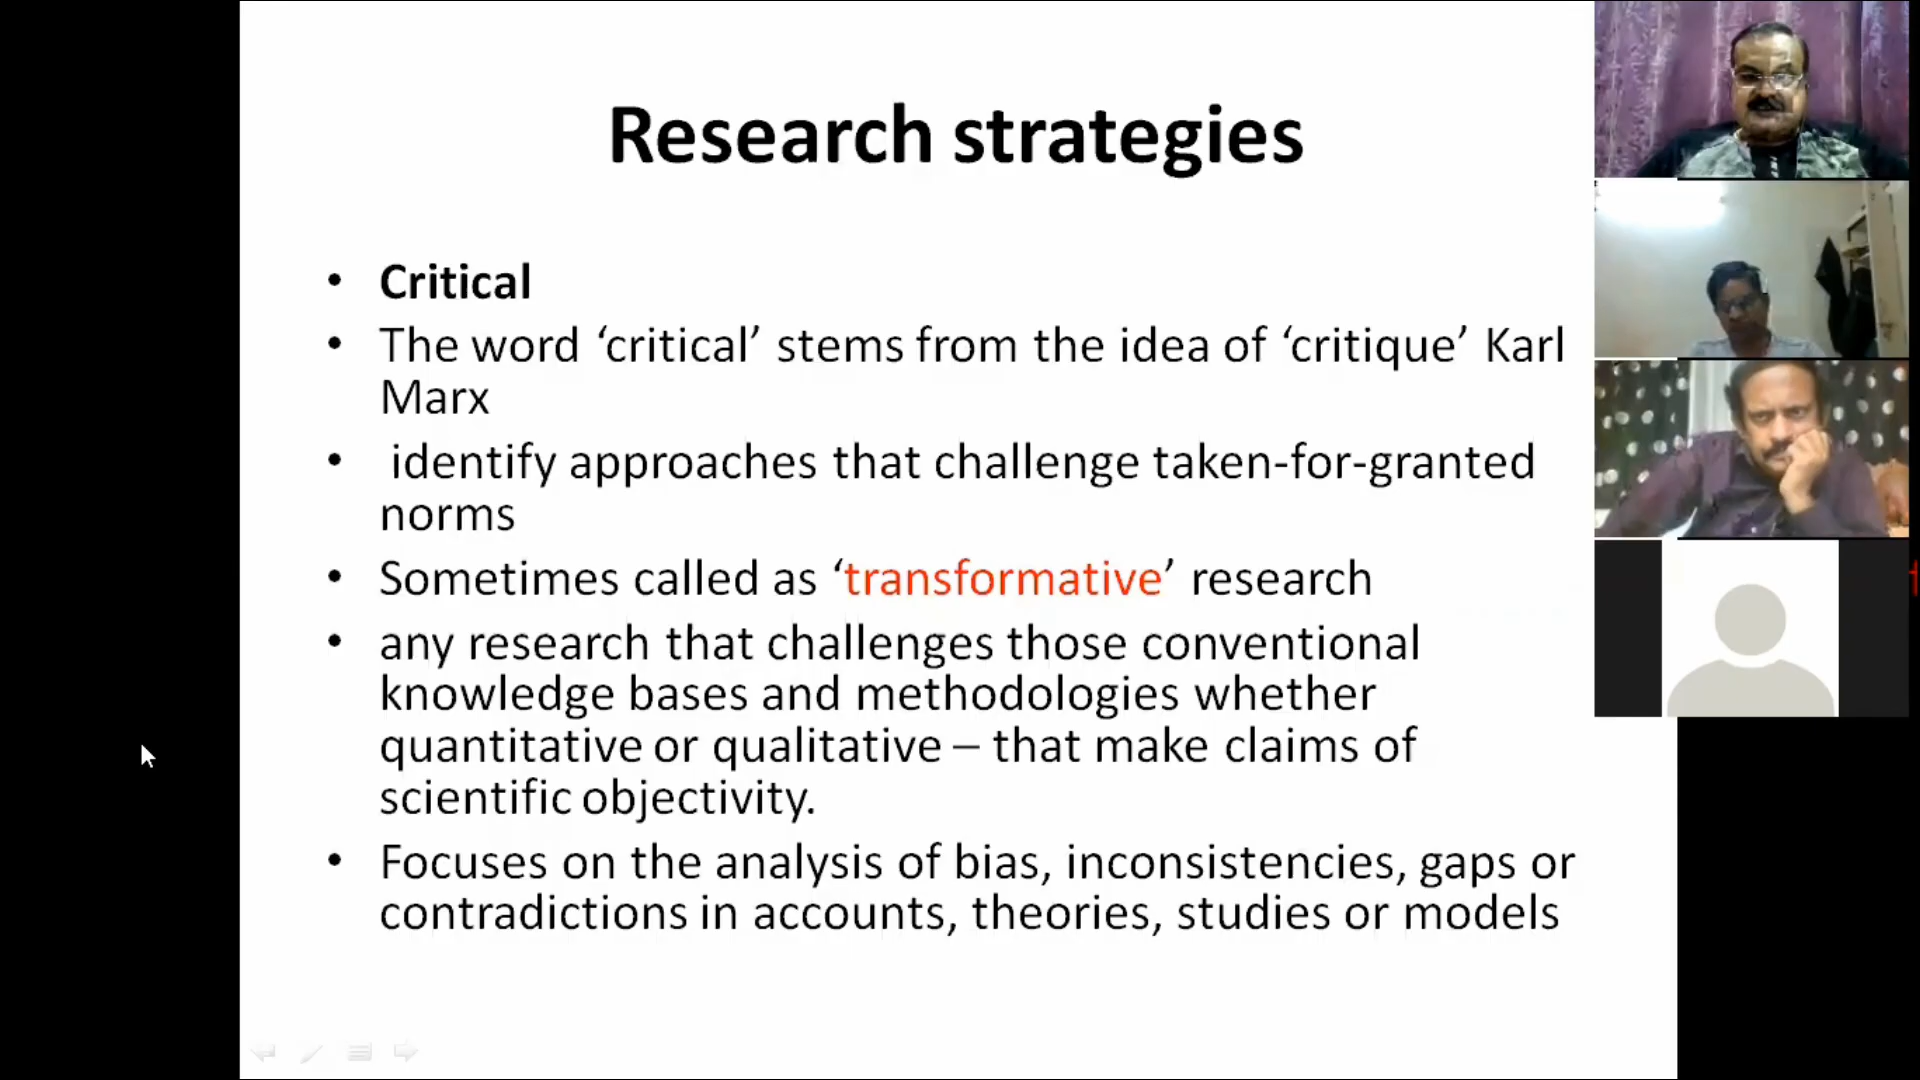 Research strategies
• Critical
• The word ‘critical’ stems from the idea of ‘critique’ Karl
Marx
• identify approaches that challenge taken-for-granted
norms
• Sometimes called as ‘transformative’ research
• any research that challenges those conventional
knowledge bases and methodologies whether
quantitative or qualitative – that make claims of
scientific objectivity.
• Focuses on the analysis of bias, inconsistencies, gaps or
contradictions in accounts, theories, studies or models